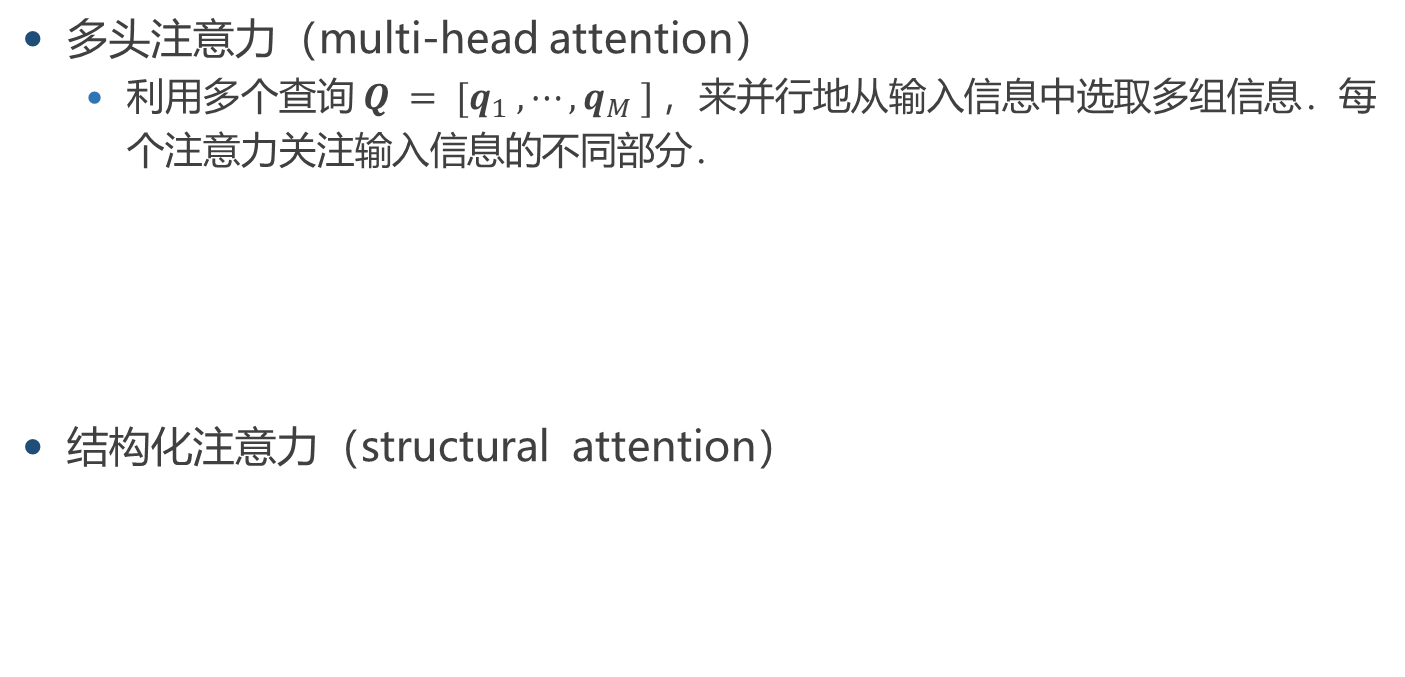 • 多头注意力（multi-head attention）
• 利用多个查询 Q = [q₁ ,⋯, q_M ]，来并行地从输入信息中选取多组信息．每
个注意力关注输入信息的不同部分．
• 结构化注意力（structural attention）